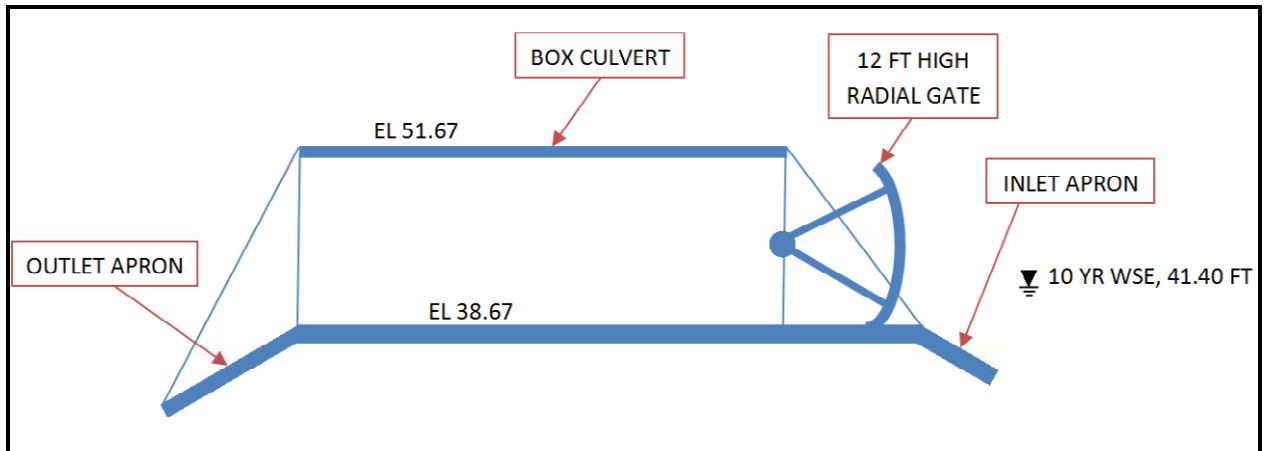 BOX CULVERT
12 FT HIGH
RADIAL GATE
EL 51.67
INLET APRON
OUTLET APRON
10 YR WSE, 41.40 FT
EL 38.67